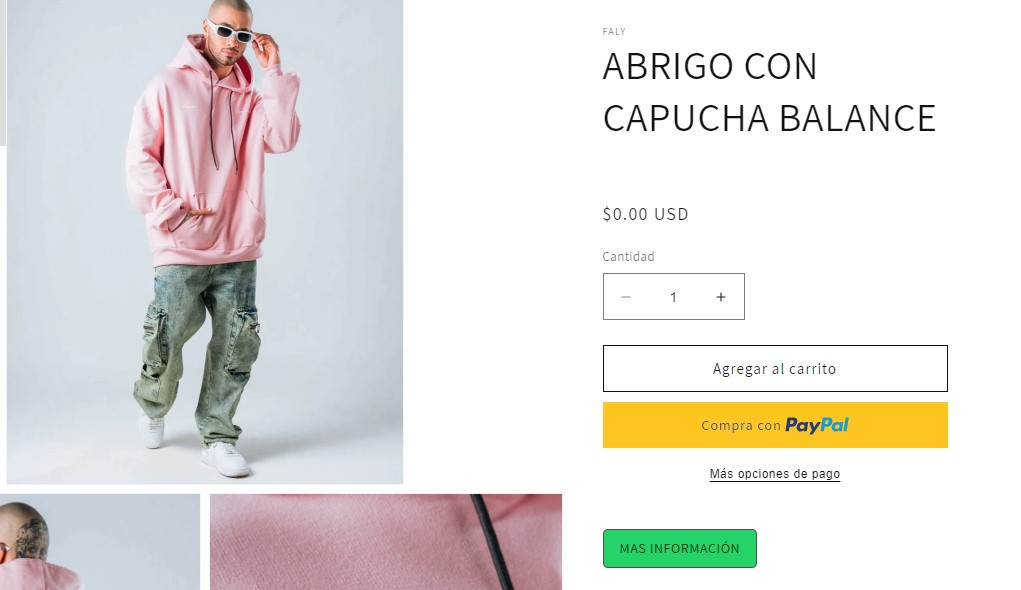 FALY
ABRIGO CON
CAPUCHA BALANCE
$0.00 USD
Cantidad
− 1 +
Agregar al carrito
Compra con PayPal
Más opciones de pago
MAS INFORMACIÓN